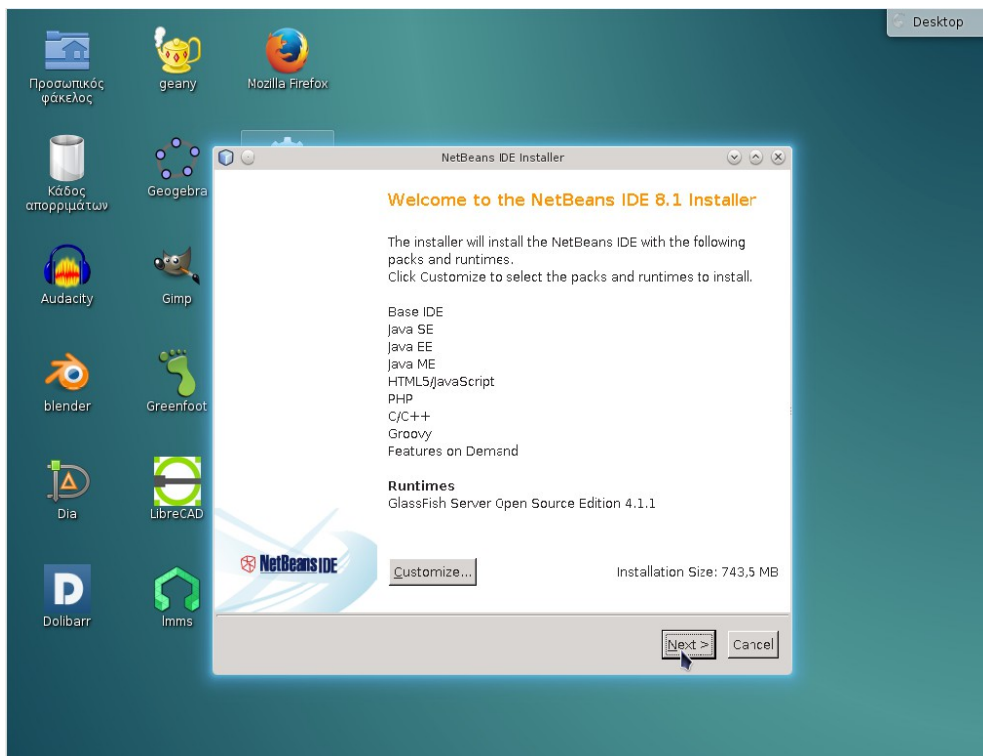 Desktop
Προσωπικός
φάκελος
geany
Mozilla Firefox
Κάδος
απορριμάτων
Geogebra
Audacity
Gimp
blender
Greenfoot
Dia
LibreCAD
Dolibarr
lmms
NetBeans IDE Installer
Welcome to the NetBeans IDE 8.1 Installer
The installer will install the NetBeans IDE with the following
packs and runtimes.
Click Customize to select the packs and runtimes to install.
Base IDE
Java SE
Java EE
Java ME
HTML5/JavaScript
PHP
C/C++
Groovy
Features on Demand
Runtimes
GlassFish Server Open Source Edition 4.1.1
NetBeans IDE
Customize...
Installation Size: 743,5 MB
Next >
Cancel